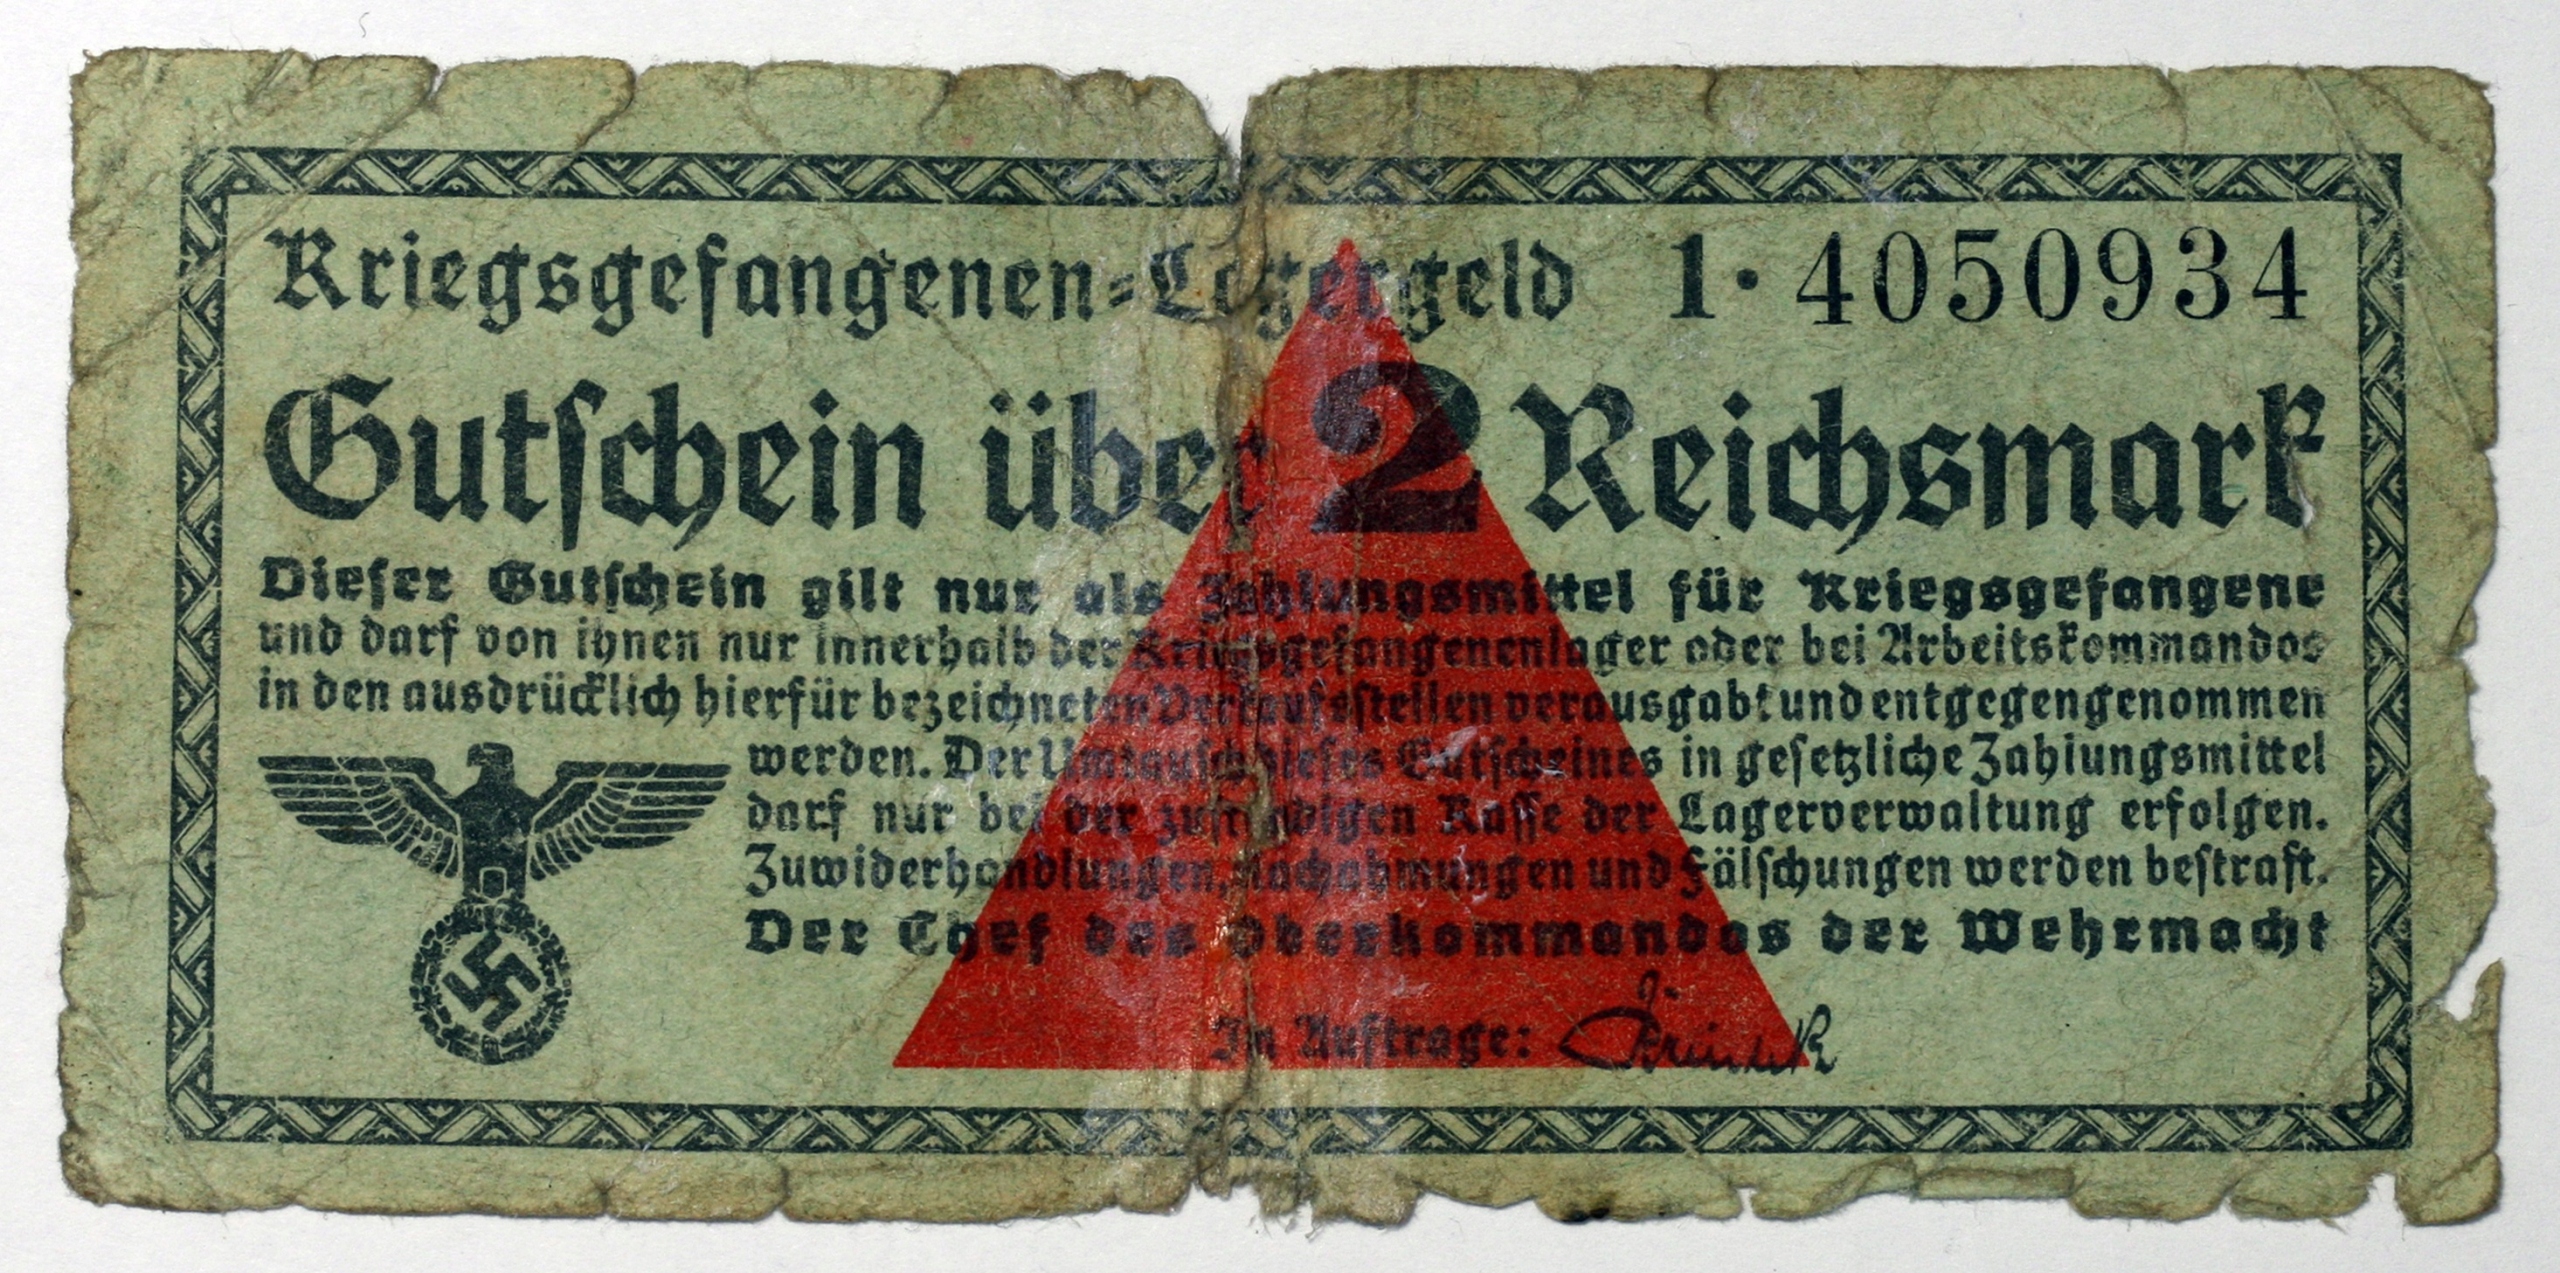 Kriegsgefangenen-Lagergeld 1· 4050934
Gutschein über 2 Reichsmark
Dieser Gutschein gilt nur als Zahlungsmittel für Kriegsgefangene
und darf von ihnen nur innerhalb der Kriegsgefangenenlager oder bei Arbeitskommandos
in den ausdrücklich hierfür bezeichneten Verkaufsstellen verausgabt und entgegengenommen
werden. Der Umtausch dieses Gutscheines in gesetzliche Zahlungsmittel
darf nur bei der zuständigen Kasse der Lagerverwaltung erfolgen.
Zuwiderhandlungen, Nachahmungen und Fälschungen werden bestraft.
Der Chef des Oberkommandos der Wehrmacht
In Auftrage: